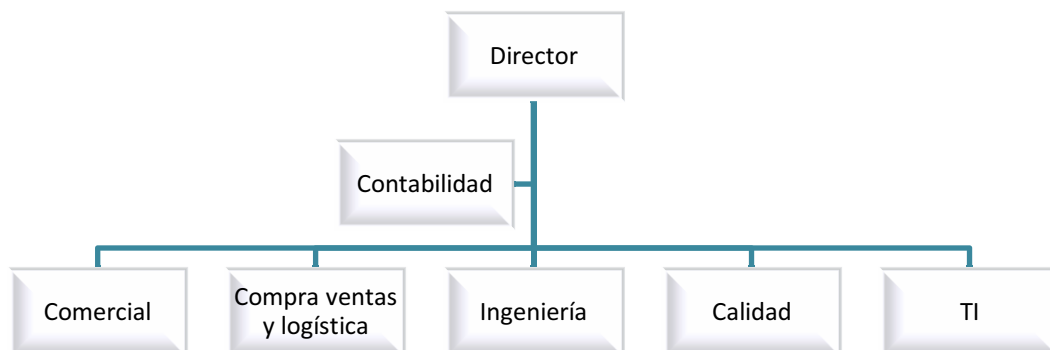 Director
Contabilidad
Comercial
Compra ventas
y logística
Ingeniería
Calidad
TI